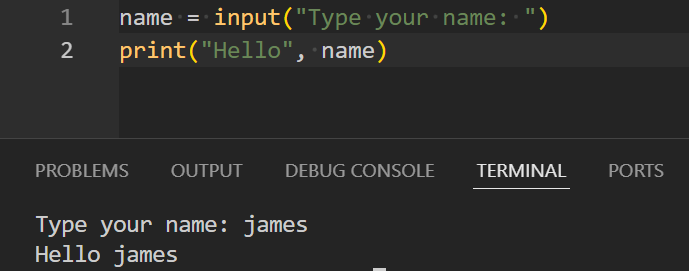 1 name = input("Type your name: ")
2 print("Hello", name)
PROBLEMS OUTPUT DEBUG CONSOLE TERMINAL PORTS
Type your name: james
Hello james